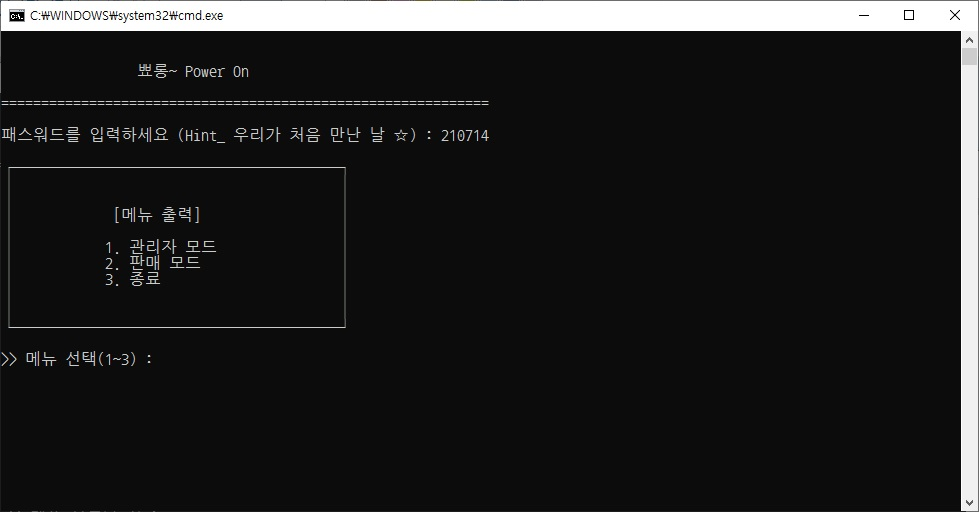 C:₩WINDOWS₩system32₩cmd.exe
뾰롱~ Power On
=============================================================
패스워드를 입력하세요 (Hint_ 우리가 처음 만난 날 ☆) : 210714
[메뉴 출력]
1. 관리자 모드
2. 판매 모드
3. 종료
>> 메뉴 선택(1~3) :